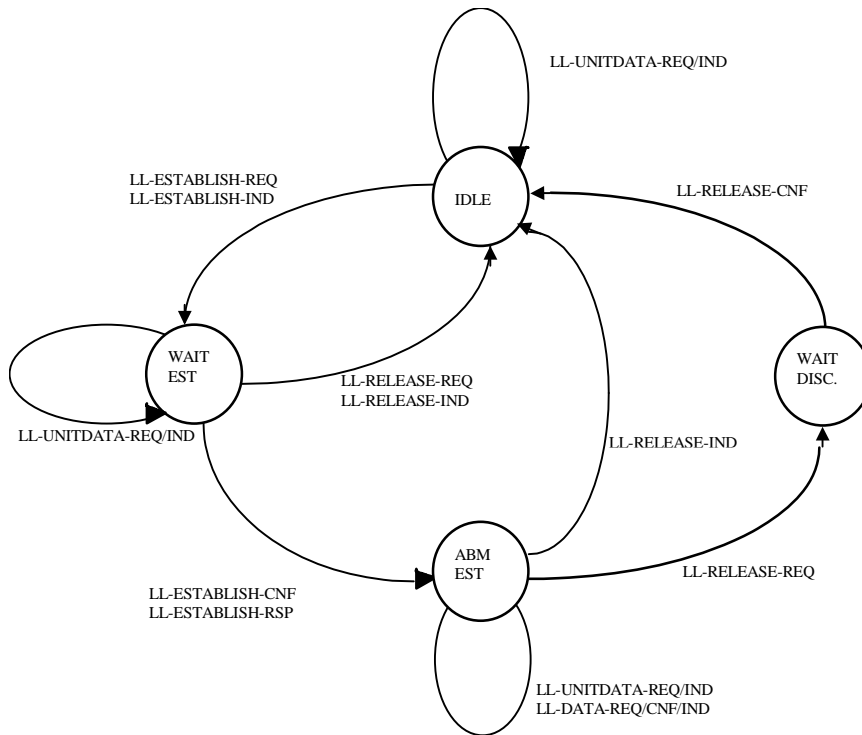 LL-UNITDATA-REQ/IND
LL-ESTABLISH-REQ
LL-ESTABLISH-IND
IDLE
LL-RELEASE-CNF
WAIT
EST
WAIT
DISC.
LL-RELEASE-REQ
LL-RELEASE-IND
LL-UNITDATA-REQ/IND
LL-RELEASE-IND
ABM
EST
LL-RELEASE-REQ
LL-ESTABLISH-CNF
LL-ESTABLISH-RSP
LL-UNITDATA-REQ/IND
LL-DATA-REQ/CNF/IND